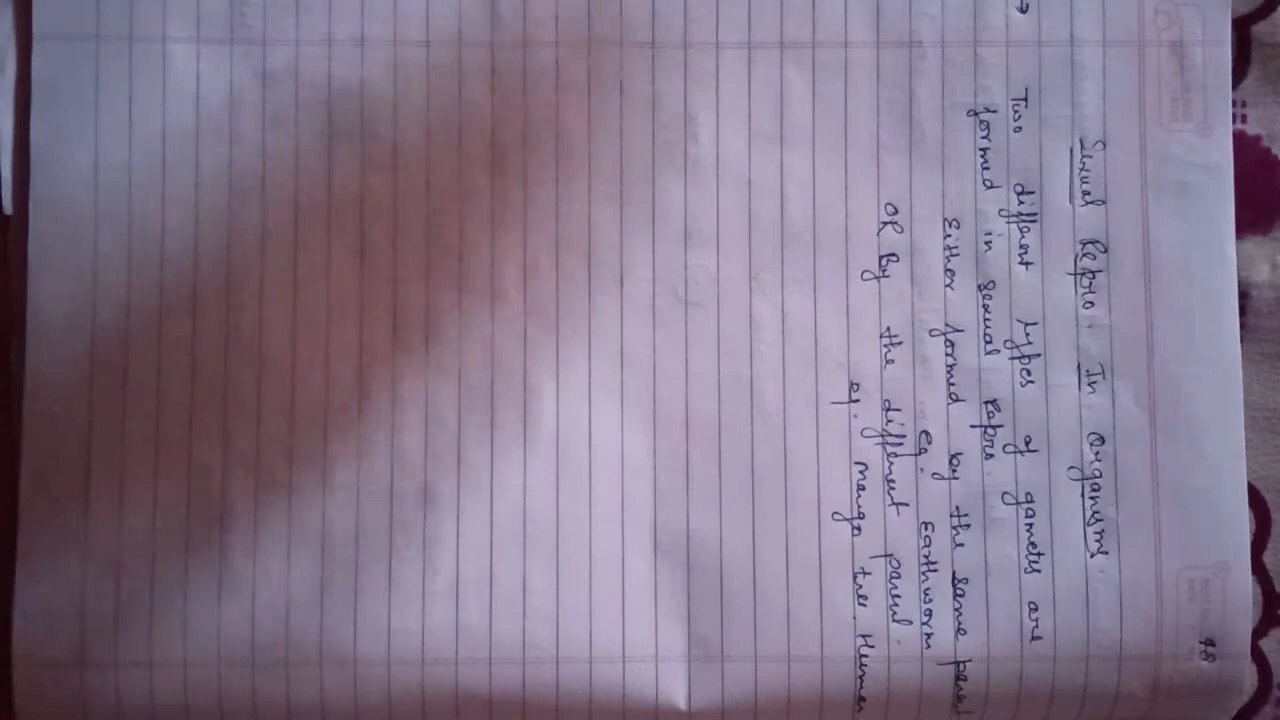 48
Sexual Repro. In organisms.
→ Two different types of gametes are
formed in sexual Repro.
Either formed by the same parent
eg. Earthworm
OR By the different parent.
eg. mango tree Human